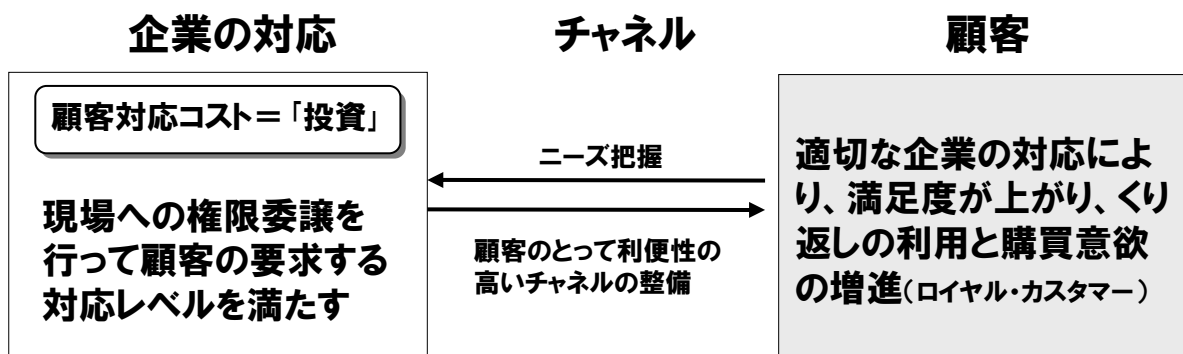 企業の対応
チャネル
顧客
顧客対応コスト＝「投資」
現場への権限委譲を
行って顧客の要求する
対応レベルを満たす
ニーズ把握
顧客のとって利便性の
高いチャネルの整備
適切な企業の対応によ
り、満足度が上がり、くり
返しの利用と購買意欲
の増進(ロイヤル・カスタマー)